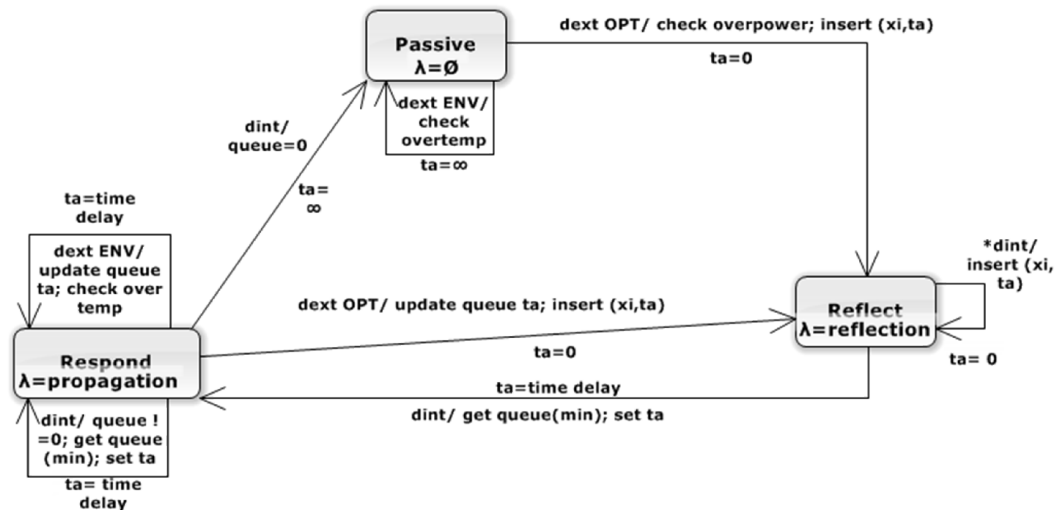 dext OPT/ check overpower; insert (xi,ta)
ta=0
Passive
λ=Ø
dext ENV/
check
overtemp
ta=∞
dint/
queue=0
ta=
∞
ta=time
delay
dext ENV/
update queue
ta; check over
temp
*dint/
insert (xi,
ta)
Reflect
λ=reflection
ta= 0
dext OPT/ update queue ta; insert (xi,ta)
ta=0
Respond
λ=propagation
ta=time delay
dint/ get queue(min); set ta
dint/ queue !
=0; get queue
(min); set ta
ta= time
delay